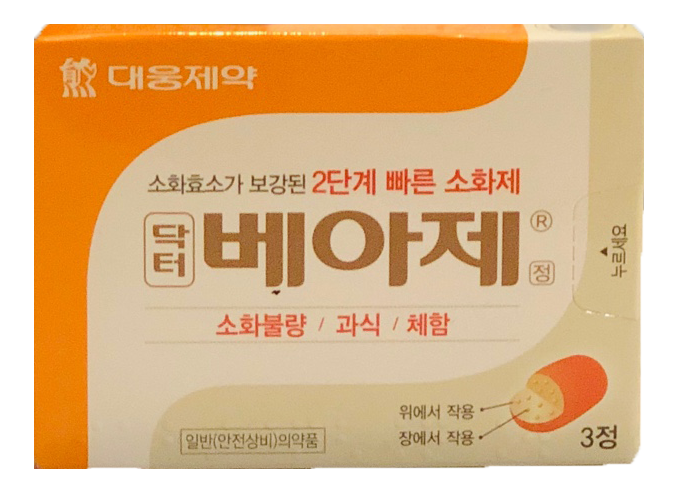 대웅제약
소화효소가 보강된 2단계 빠른 소화제
닥터 베아제® 정
누르세요
소화불량 / 과식 / 체함
위에서 작용
장에서 작용
일반(안전상비)의약품
3정